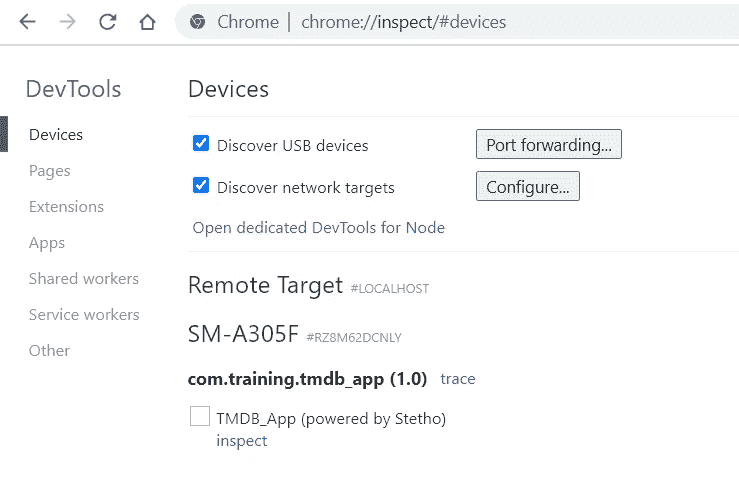 Chrome | chrome://inspect/#devices
DevTools
Devices
Pages
Extensions
Apps
Shared workers
Service workers
Other
Devices
Discover USB devices
Port forwarding...
Discover network targets
Configure...
Open dedicated DevTools for Node
Remote Target #LOCALHOST
SM-A305F #RZ8M62DCNLY
com.training.tmdb_app (1.0) trace
TMDB_App (powered by Stetho)
inspect